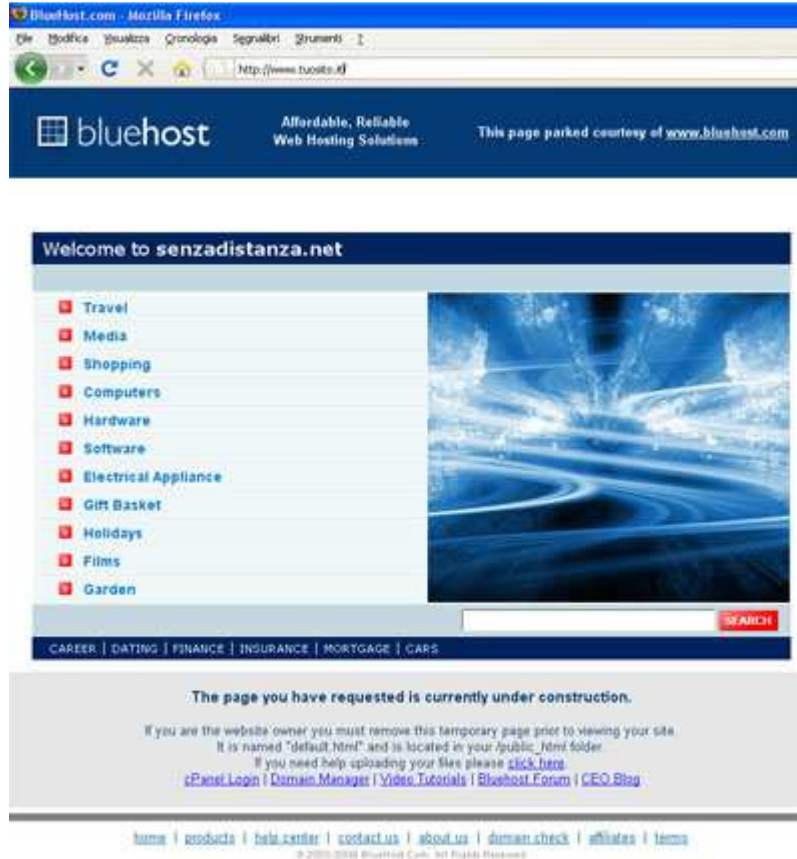 BlueHost.com - Mozilla Firefox
File Modifica Visualizza Cronologia Segnalibri Strumenti ?
http://www.tuosito.it
bluehost
Affordable, Reliable
Web Hosting Solutions
This page parked courtesy of www.bluehost.com
Welcome to senzadistanza.net
Travel
Media
Shopping
Computers
Hardware
Software
Electrical Appliance
Gift Basket
Holidays
Films
Garden
SEARCH
CAREER | DATING | FINANCE | INSURANCE | MORTGAGE | CARS
The page you have requested is currently under construction.
If you are the website owner you must remove this temporary page prior to viewing your site.
It is named "default.html" and is located in your /public_html folder.
If you need help uploading your files please click here.
cPanel Login | Domain Manager | Video Tutorials | Bluehost Forum | CEO Blog
home | products | help center | contact us | about us | domain check | affiliates | terms
Bluehost.Com. All Rights Reserved